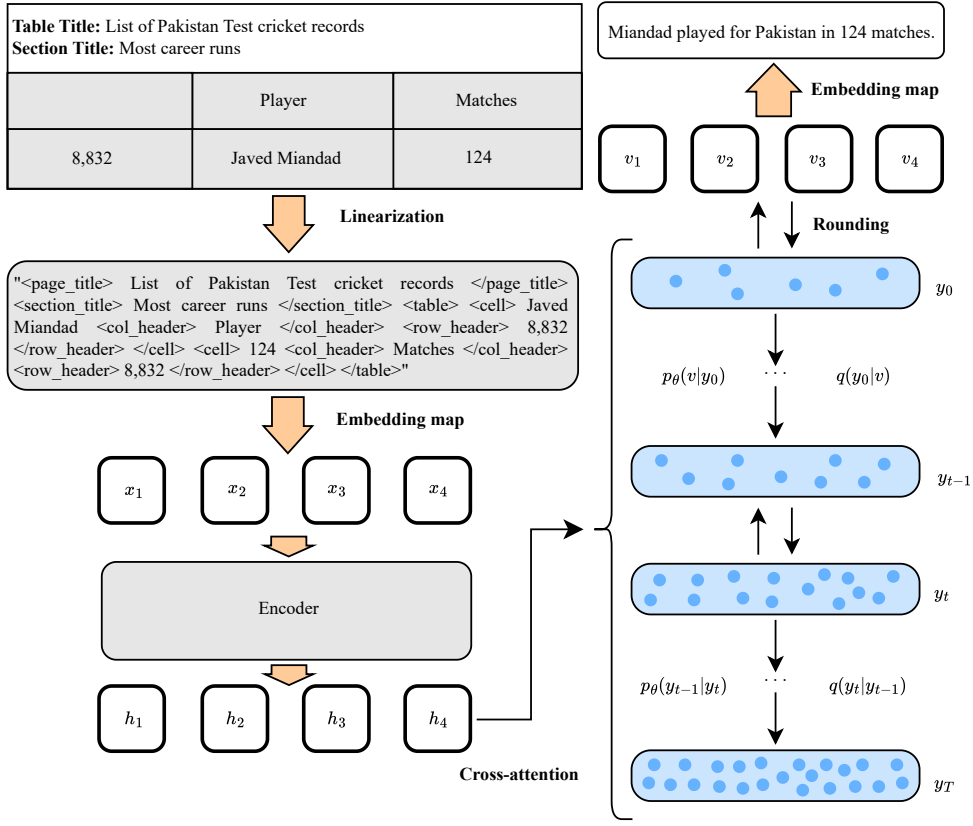 Table Title: List of Pakistan Test cricket records
Section Title: Most career runs
Player Matches
8,832 Javed Miandad 124
Linearization
"<page_title> List of Pakistan Test cricket records </page_title>
<section_title> Most career runs </section_title> <table> <cell> Javed
Miandad <col_header> Player </col_header> <row_header> 8,832
</row_header> </cell> <cell> 124 <col_header> Matches </col_header>
<row_header> 8,832 </row_header> </cell> </table>"
Embedding map
x1 x2 x3 x4
Encoder
h1 h2 h3 h4
Cross-attention
Miandad played for Pakistan in 124 matches.
Embedding map
v1 v2 v3 v4
Rounding
y0
pθ(v|y0) ... q(y0|v)
yt−1
yt
pθ(yt−1|yt) ... q(yt|yt−1)
yT